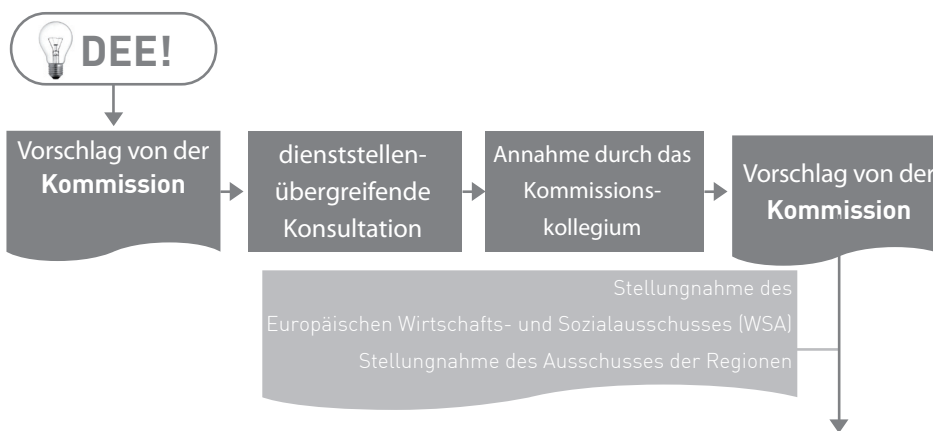 DEE!
Vorschlag von der
Kommission
dienststellen-
übergreifende
Konsultation
Annahme durch das
Kommissions-
kollegium
Vorschlag von der
Kommission
Stellungnahme des
Europäischen Wirtschafts- und Sozialausschusses (WSA)
Stellungnahme des Ausschusses der Regionen